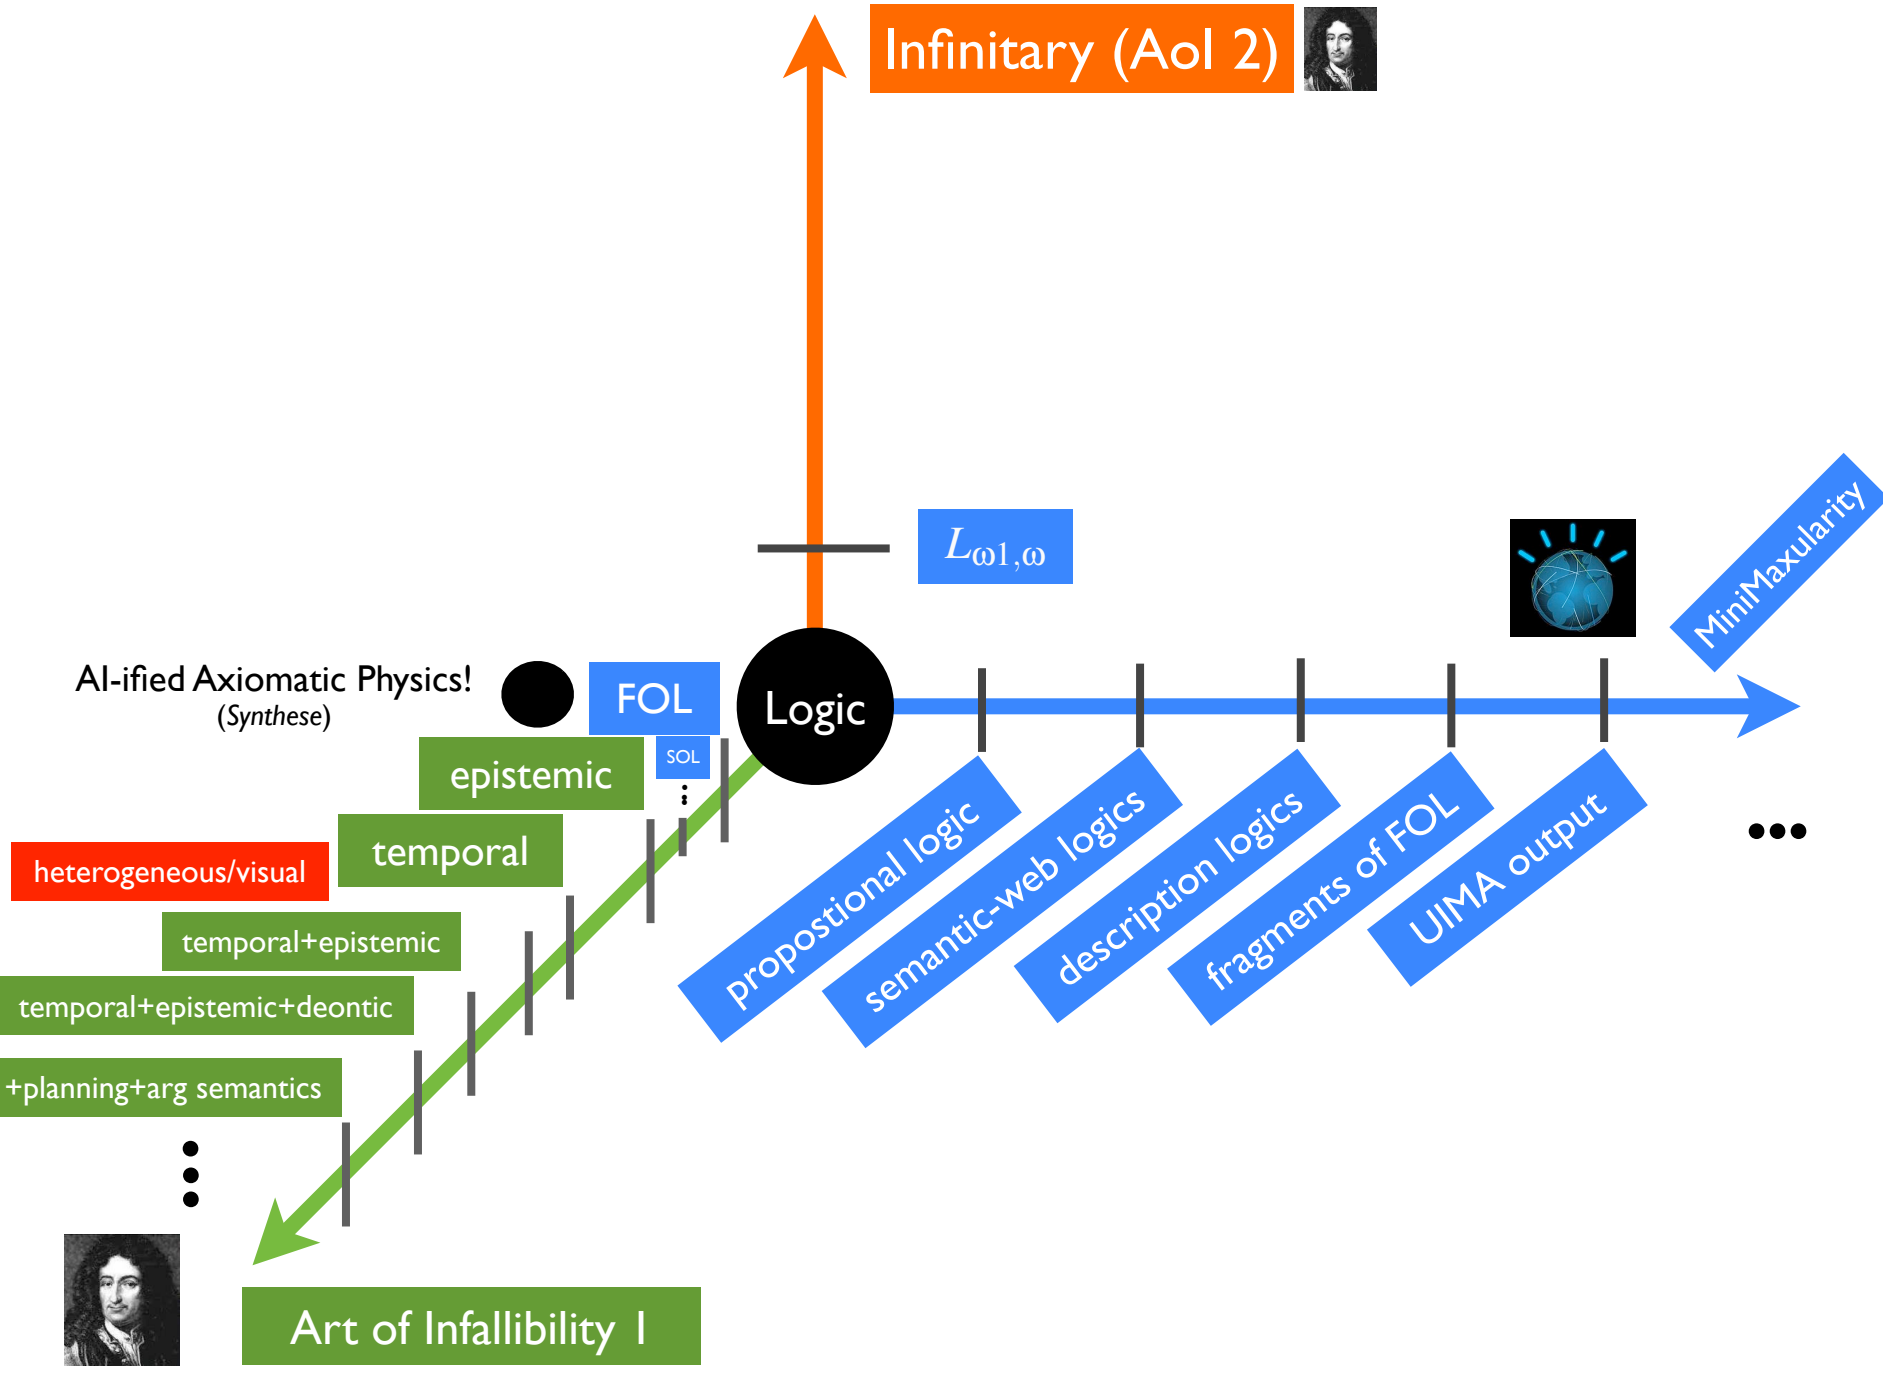 Infinitary (AoI 2)
Lω1,ω
MiniMaxularity
AI-ified Axiomatic Physics!
(Synthese)
FOL
Logic
SOL
epistemic
temporal
heterogeneous/visual
temporal+epistemic
temporal+epistemic+deontic
+planning+arg semantics
propostional logic
semantic-web logics
description logics
fragments of FOL
UIMA output
Art of Infallibility 1